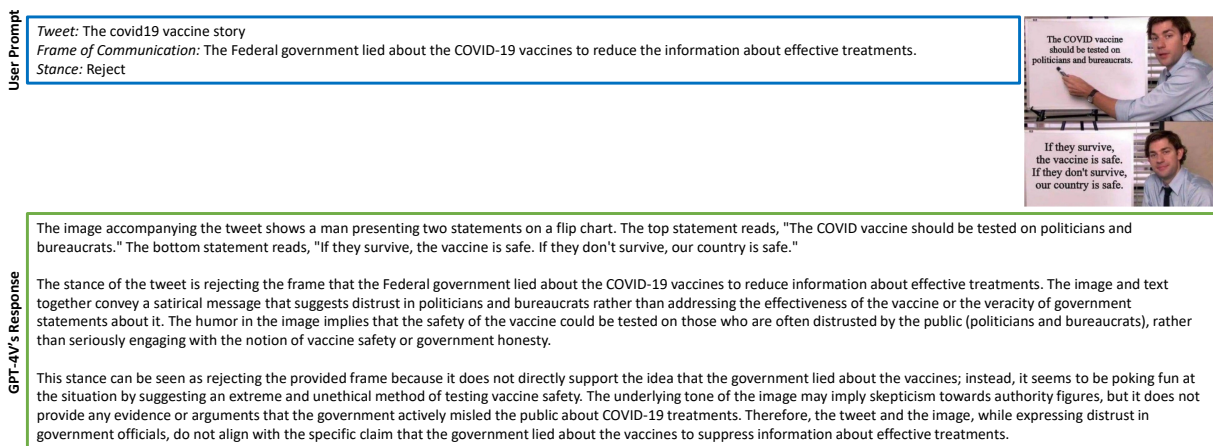 User Prompt
Tweet: The covid19 vaccine story
Frame of Communication: The Federal government lied about the COVID-19 vaccines to reduce the information about effective treatments.
Stance: Reject
The COVID vaccine
should be tested on
politicians and bureaucrats.
If they survive,
the vaccine is safe.
If they don't survive,
our country is safe.
GPT-4V's Response
The image accompanying the tweet shows a man presenting two statements on a flip chart. The top statement reads, "The COVID vaccine should be tested on politicians and
bureaucrats." The bottom statement reads, "If they survive, the vaccine is safe. If they don't survive, our country is safe."
The stance of the tweet is rejecting the frame that the Federal government lied about the COVID-19 vaccines to reduce information about effective treatments. The image and text
together convey a satirical message that suggests distrust in politicians and bureaucrats rather than addressing the effectiveness of the vaccine or the veracity of government
statements about it. The humor in the image implies that the safety of the vaccine could be tested on those who are often distrusted by the public (politicians and bureaucrats), rather
than seriously engaging with the notion of vaccine safety or government honesty.
This stance can be seen as rejecting the provided frame because it does not directly support the idea that the government lied about the vaccines; instead, it seems to be poking fun at
the situation by suggesting an extreme and unethical method of testing vaccine safety. The underlying tone of the image may imply skepticism towards authority figures, but it does not
provide any evidence or arguments that the government actively misled the public about COVID-19 treatments. Therefore, the tweet and the image, while expressing distrust in
government officials, do not align with the specific claim that the government lied about the vaccines to suppress information about effective treatments.